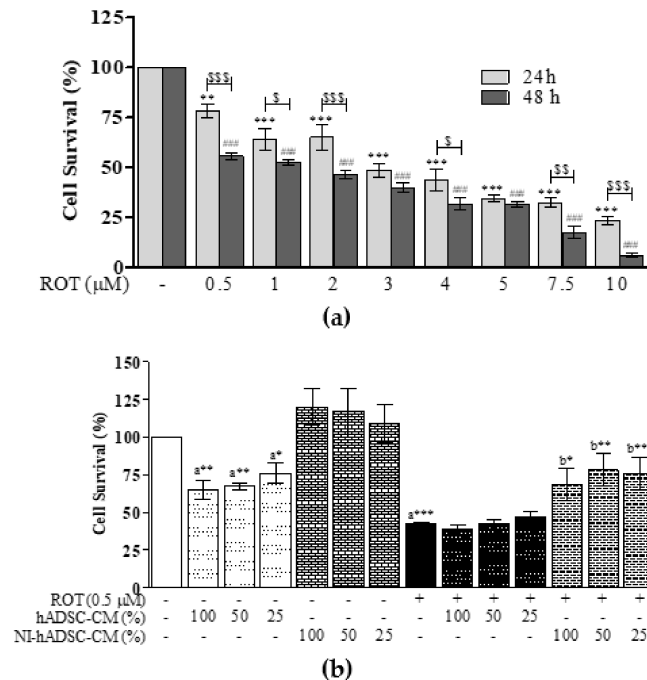 Cell Survival (%)
100
75
50
25
0
24h
48 h
** $$$ ###
*** $ ###
*** $$$ ###
*** ###
*** $ ###
*** ###
*** $$ ###
*** $$$ ###
ROT (μM) - 0.5 1 2 3 4 5 7.5 10
(a)
Cell Survival (%)
150
125
100
75
50
25
0
a** a** a* a*** b* b** b**
ROT(0.5 μM) - - - - - - - + + + + + + +
hADSC-CM (%) - 100 50 25 - - - - 100 50 25 - - -
NI-hADSC-CM (%) - - - - 100 50 25 - - - - 100 50 25
(b)